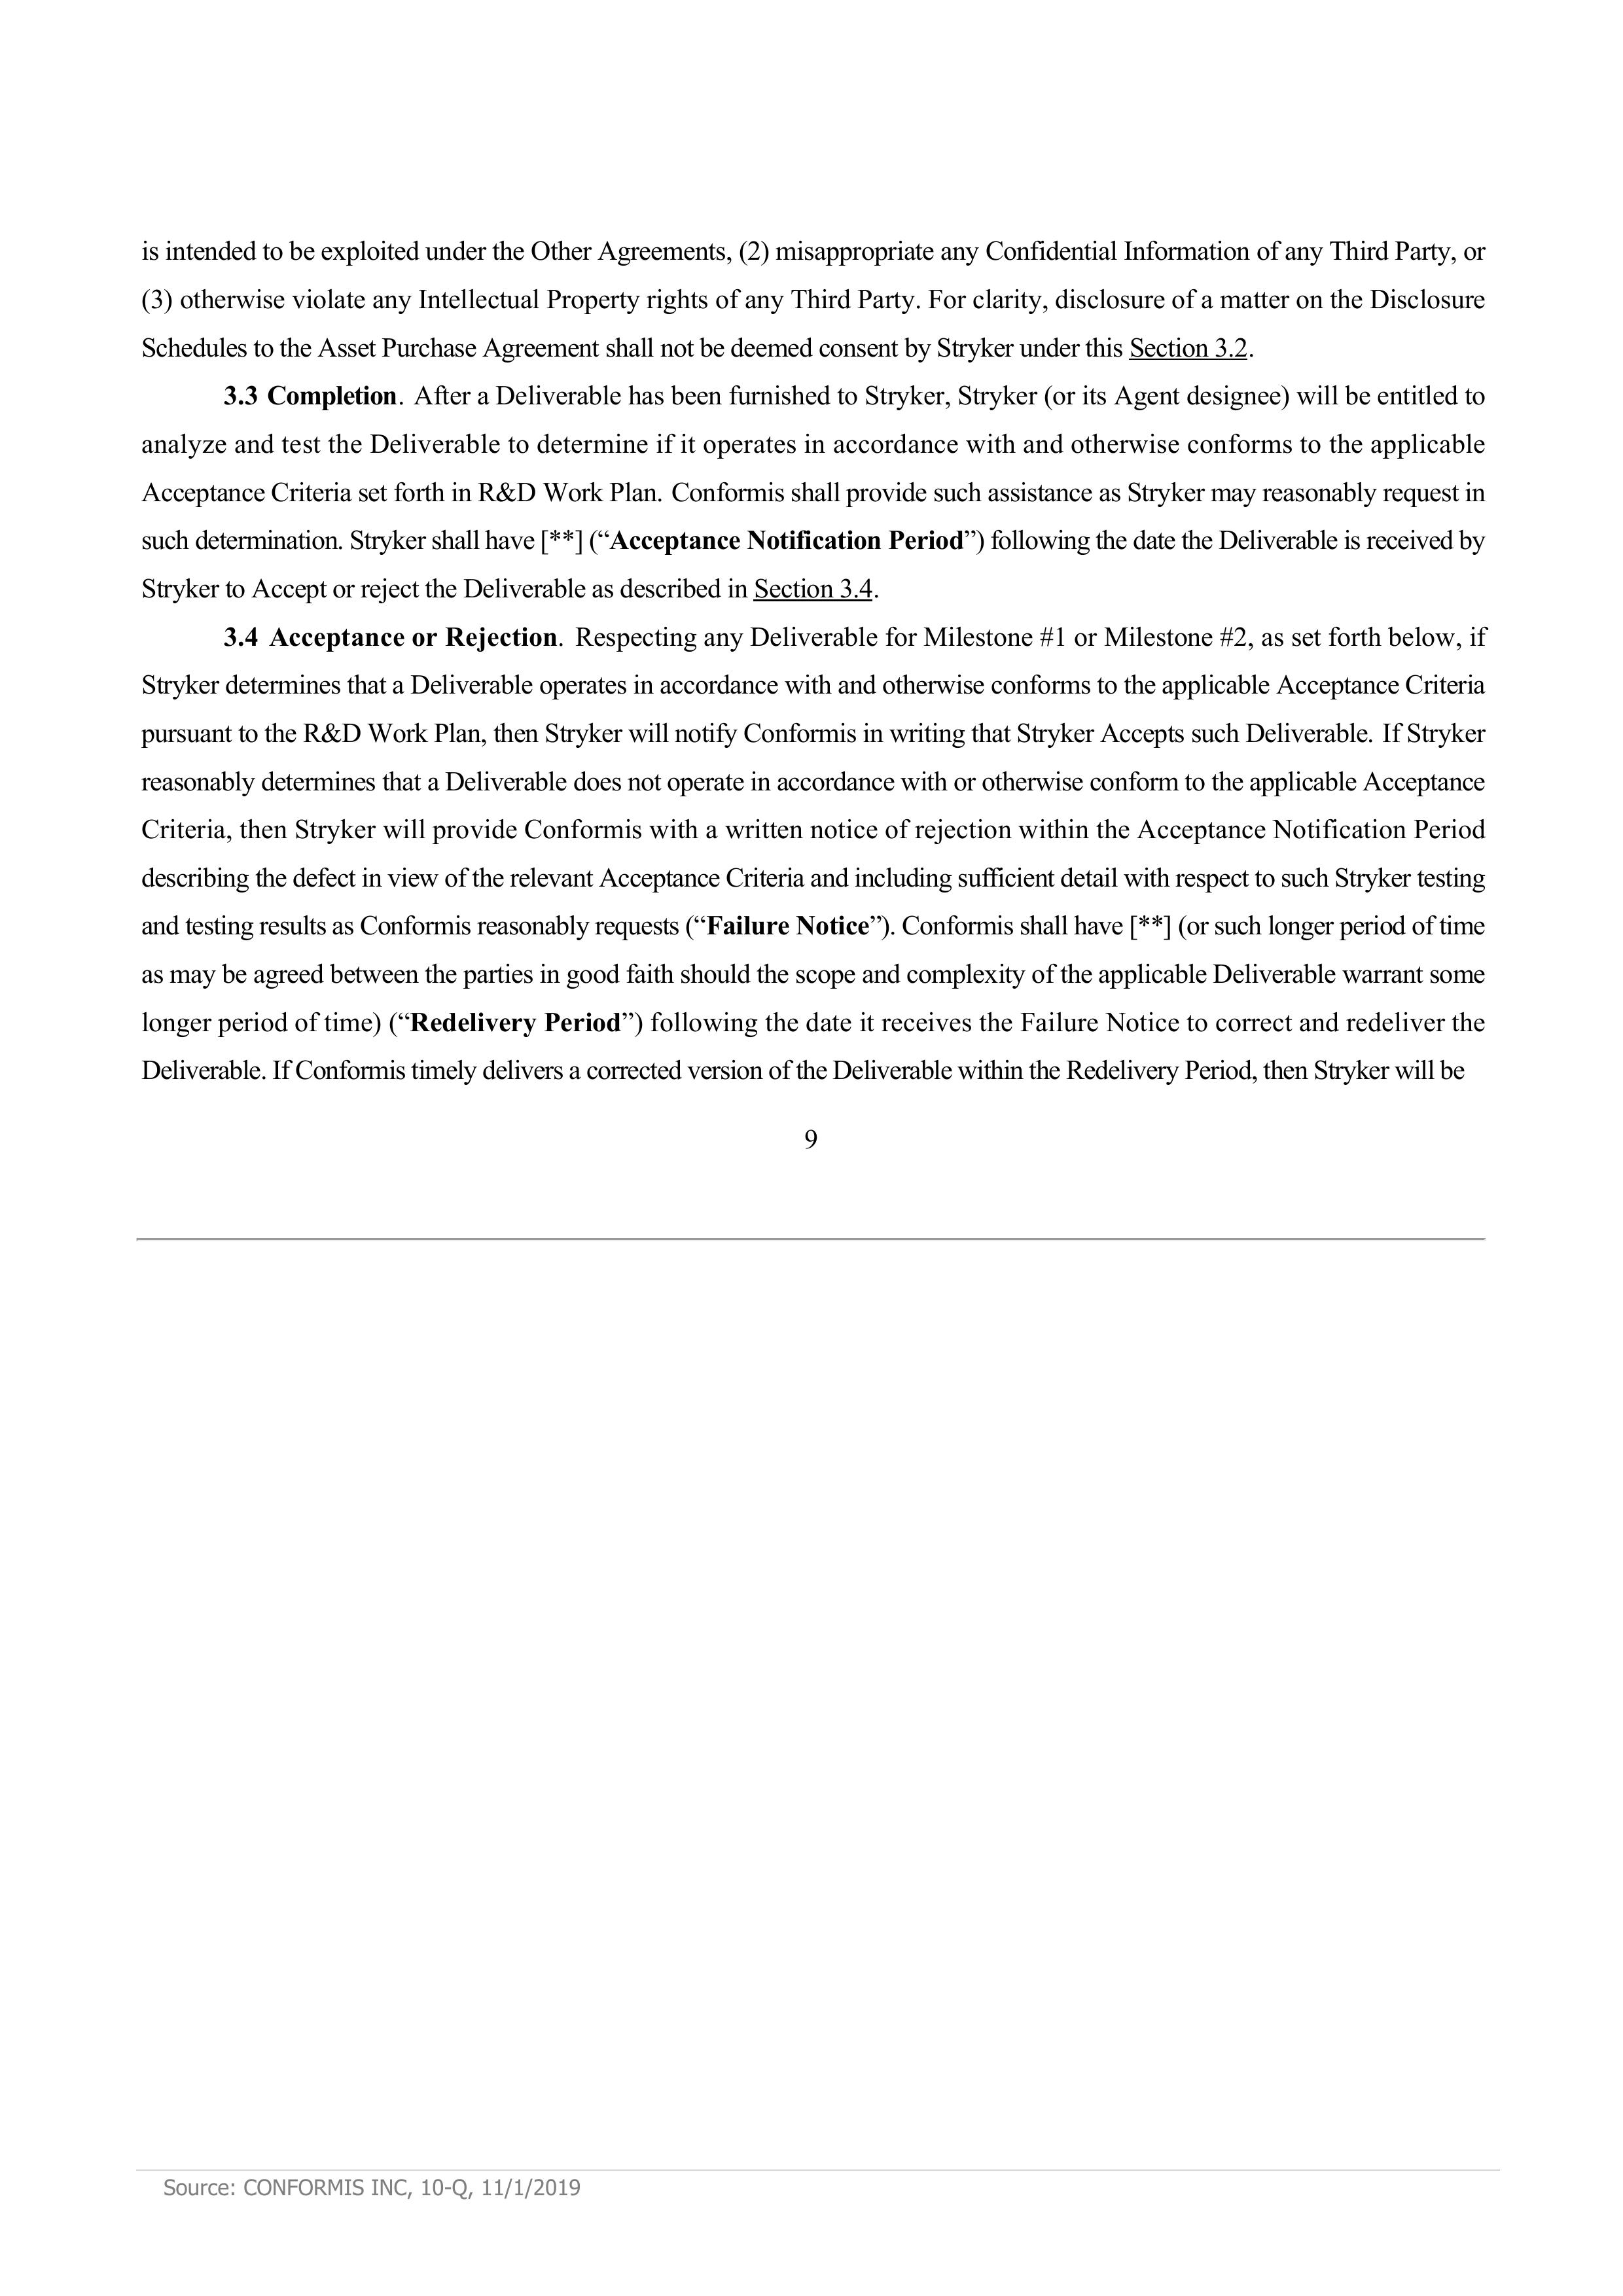 is intended to be exploited under the Other Agreements, (2) misappropriate any Confidential Information of any Third Party, or
(3) otherwise violate any Intellectual Property rights of any Third Party. For clarity, disclosure of a matter on the Disclosure
Schedules to the Asset Purchase Agreement shall not be deemed consent by Stryker under this Section 3.2.
3.3 Completion. After a Deliverable has been furnished to Stryker, Stryker (or its Agent designee) will be entitled to
analyze and test the Deliverable to determine if it operates in accordance with and otherwise conforms to the applicable
Acceptance Criteria set forth in R&D Work Plan. Conformis shall provide such assistance as Stryker may reasonably request in
such determination. Stryker shall have [**] (“Acceptance Notification Period”) following the date the Deliverable is received by
Stryker to Accept or reject the Deliverable as described in Section 3.4.
3.4 Acceptance or Rejection. Respecting any Deliverable for Milestone #1 or Milestone #2, as set forth below, if
Stryker determines that a Deliverable operates in accordance with and otherwise conforms to the applicable Acceptance Criteria
pursuant to the R&D Work Plan, then Stryker will notify Conformis in writing that Stryker Accepts such Deliverable. If Stryker
reasonably determines that a Deliverable does not operate in accordance with or otherwise conform to the applicable Acceptance
Criteria, then Stryker will provide Conformis with a written notice of rejection within the Acceptance Notification Period
describing the defect in view of the relevant Acceptance Criteria and including sufficient detail with respect to such Stryker testing
and testing results as Conformis reasonably requests (“Failure Notice”). Conformis shall have [**] (or such longer period of time
as may be agreed between the parties in good faith should the scope and complexity of the applicable Deliverable warrant some
longer period of time) (“Redelivery Period”) following the date it receives the Failure Notice to correct and redeliver the
Deliverable. If Conformis timely delivers a corrected version of the Deliverable within the Redelivery Period, then Stryker will be
9
Source: CONFORMIS INC, 10-Q, 11/1/2019